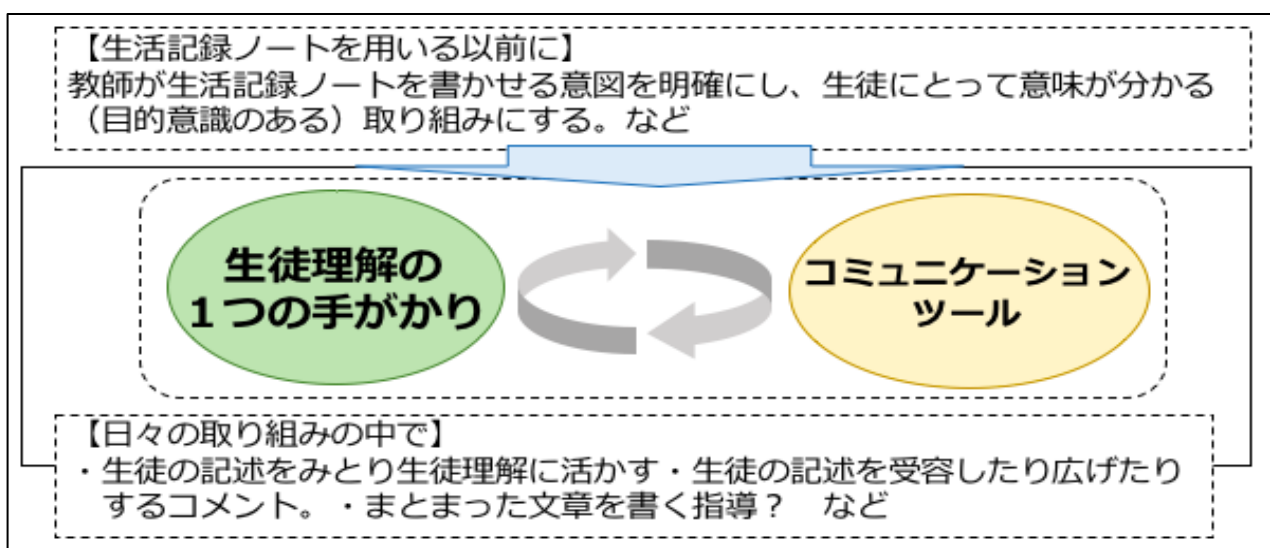 【生活記録ノートを用いる以前に】
教師が生活記録ノートを書かせる意図を明確にし、生徒にとって意味が分かる
（目的意識のある）取り組みにする。など
生徒理解の
１つの手がかり
コミュニケーション
ツール
【日々の取り組みの中で】
・生徒の記述をみとり生徒理解に活かす・生徒の記述を受容したり広げたり
するコメント。・まとまった文章を書く指導？　など